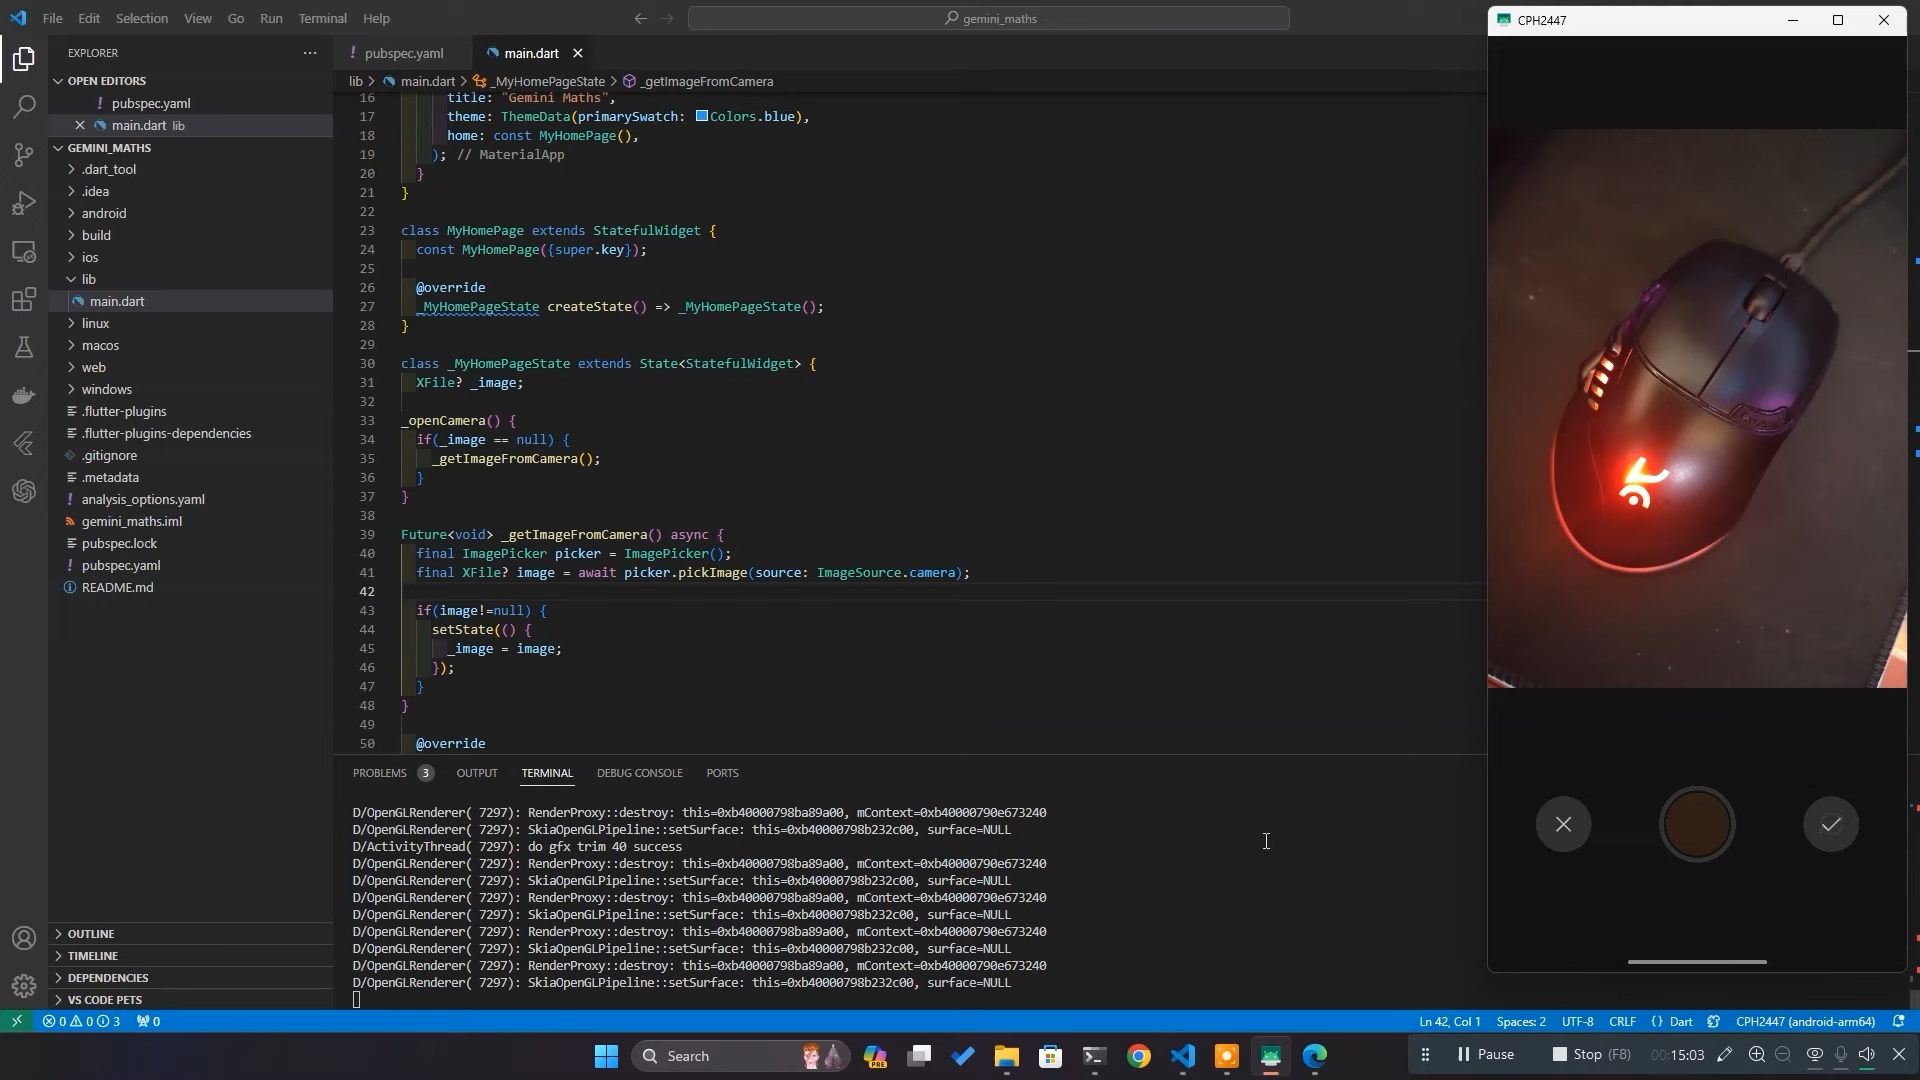 File Edit Selection View Go Run Terminal Help
gemini_maths
CPH2447
EXPLORER
pubspec.yaml
main.dart
OPEN EDITORS
pubspec.yaml
main.dart lib
GEMINI_MATHS
.dart_tool
.idea
android
build
ios
lib
main.dart
linux
macos
web
windows
.flutter-plugins
.flutter-plugins-dependencies
.gitignore
.metadata
analysis_options.yaml
gemini_maths.iml
pubspec.lock
pubspec.yaml
README.md
OUTLINE
TIMELINE
DEPENDENCIES
VS CODE PETS
lib > main.dart > _MyHomePageState > _getImageFromCamera
16 title: "Gemini Maths",
17 theme: ThemeData(primarySwatch: Colors.blue),
18 home: const MyHomePage(),
19 ); // MaterialApp
20 }
21 }
22
23 class MyHomePage extends StatefulWidget {
24 const MyHomePage({super.key});
25
26 @override
27 _MyHomePageState createState() => _MyHomePageState();
28 }
29
30 class _MyHomePageState extends State<StatefulWidget> {
31 XFile? _image;
32
33 _openCamera() {
34 if(_image == null) {
35 _getImageFromCamera();
36 }
37 }
38
39 Future<void> _getImageFromCamera() async {
40 final ImagePicker picker = ImagePicker();
41 final XFile? image = await picker.pickImage(source: ImageSource.camera);
42
43 if(image!=null) {
44 setState(() {
45 _image = image;
46 });
47 }
48 }
49
50 @override
PROBLEMS 3 OUTPUT TERMINAL DEBUG CONSOLE PORTS
D/OpenGLRenderer( 7297): RenderProxy::destroy: this=0xb40000798ba89a00, mContext=0xb40000790e673240
D/OpenGLRenderer( 7297): SkiaOpenGLPipeline::setSurface: this=0xb40000798b232c00, surface=NULL
D/ActivityThread( 7297): do gfx trim 40 success
D/OpenGLRenderer( 7297): RenderProxy::destroy: this=0xb40000798ba89a00, mContext=0xb40000790e673240
D/OpenGLRenderer( 7297): SkiaOpenGLPipeline::setSurface: this=0xb40000798b232c00, surface=NULL
D/OpenGLRenderer( 7297): RenderProxy::destroy: this=0xb40000798ba89a00, mContext=0xb40000790e673240
D/OpenGLRenderer( 7297): SkiaOpenGLPipeline::setSurface: this=0xb40000798b232c00, surface=NULL
D/OpenGLRenderer( 7297): RenderProxy::destroy: this=0xb40000798ba89a00, mContext=0xb40000790e673240
D/OpenGLRenderer( 7297): SkiaOpenGLPipeline::setSurface: this=0xb40000798b232c00, surface=NULL
D/OpenGLRenderer( 7297): RenderProxy::destroy: this=0xb40000798ba89a00, mContext=0xb40000790e673240
D/OpenGLRenderer( 7297): SkiaOpenGLPipeline::setSurface: this=0xb40000798b232c00, surface=NULL
0 0 3 0 Ln 42, Col 1 Spaces: 2 UTF-8 CRLF {} Dart CPH2447 (android-arm64)
Search PRE Pause Stop (F8) 00:15:03